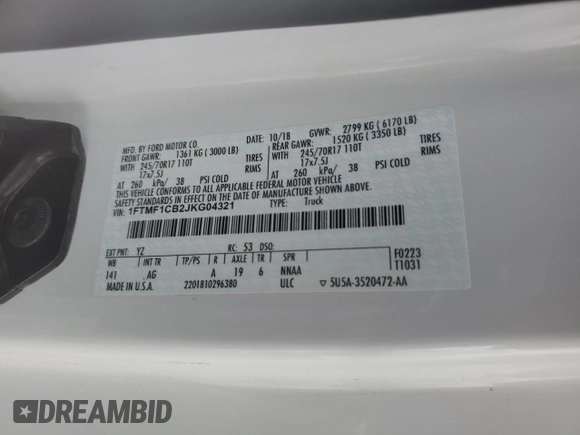 MFD. BY FORD MOTOR CO. DATE: 10/18 GVWR: 2799 KG ( 6170 LB)
FRONT GAWR: 1361 KG ( 3000 LB) REAR GAWR: 1520 KG ( 3350 LB)
WITH 245/70R17 110T TIRES WITH 245/70R17 110T TIRES
17x7.5J RIMS 17x7.5J RIMS
AT 260 kPa/ 38 PSI COLD AT 260 kPa/ 38 PSI COLD
THIS VEHICLE CONFORMS TO ALL APPLICABLE FEDERAL MOTOR VEHICLE
SAFETY STANDARDS IN EFFECT ON THE DATE OF MANUFACTURE SHOWN ABOVE.
VIN: 1FTMF1CB2JKG04321 TYPE: Truck
EXT PNT: YZ RC: 53 DSO:
WB INT TR TP/PS R AXLE TR SPR F0223
141 AG A 19 6 NNAA T1031
MADE IN U.S.A. 2201810296380 ULC ▽ 5U5A-3520472-AA
DREAMBID